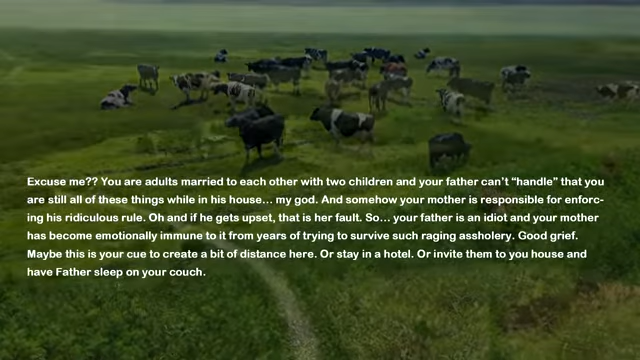 Excuse me?? You are adults married to each other with two children and your father can't “handle” that you
are still all of these things while in his house... my god. And somehow your mother is responsible for enforc-
ing his ridiculous rule. Oh and if he gets upset, that is her fault. So... your father is an idiot and your mother
has become emotionally immune to it from years of trying to survive such raging assholery. Good grief.
Maybe this is your cue to create a bit of distance here. Or stay in a hotel. Or invite them to you house and
have Father sleep on your couch.